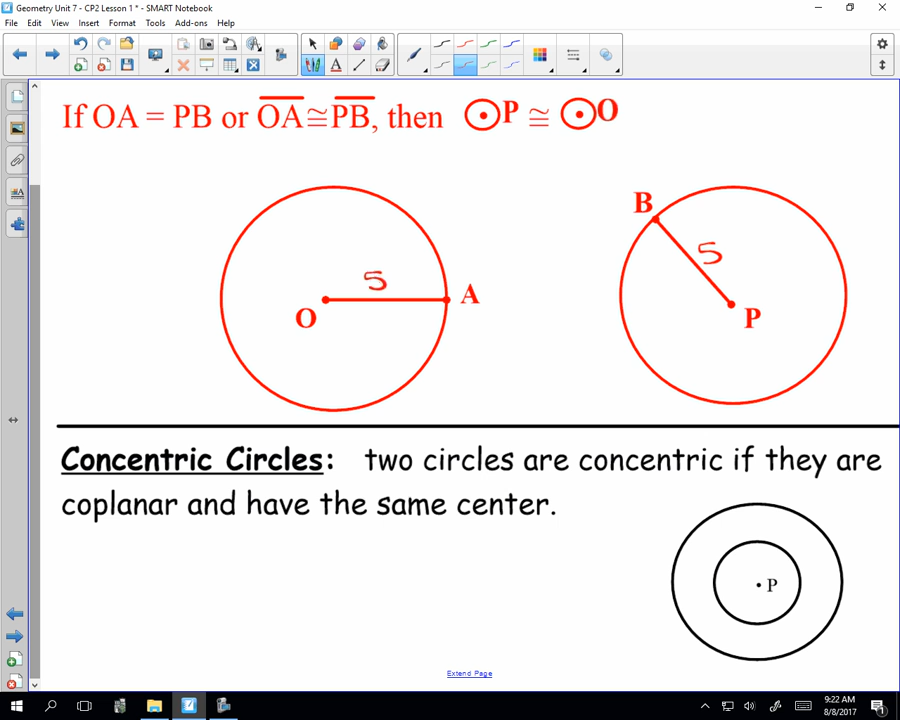 Geometry Unit 7 - CP2 Lesson 1 * - SMART Notebook
File Edit View Insert Format Tools Add-ons Help
If OA = PB or OA ≅ PB, then ⊙P ≅ ⊙O
B
5
5
A
O
P
Concentric Circles: two circles are concentric if they are
coplanar and have the same center.
P
Extend Page
9:22 AM
8/8/2017